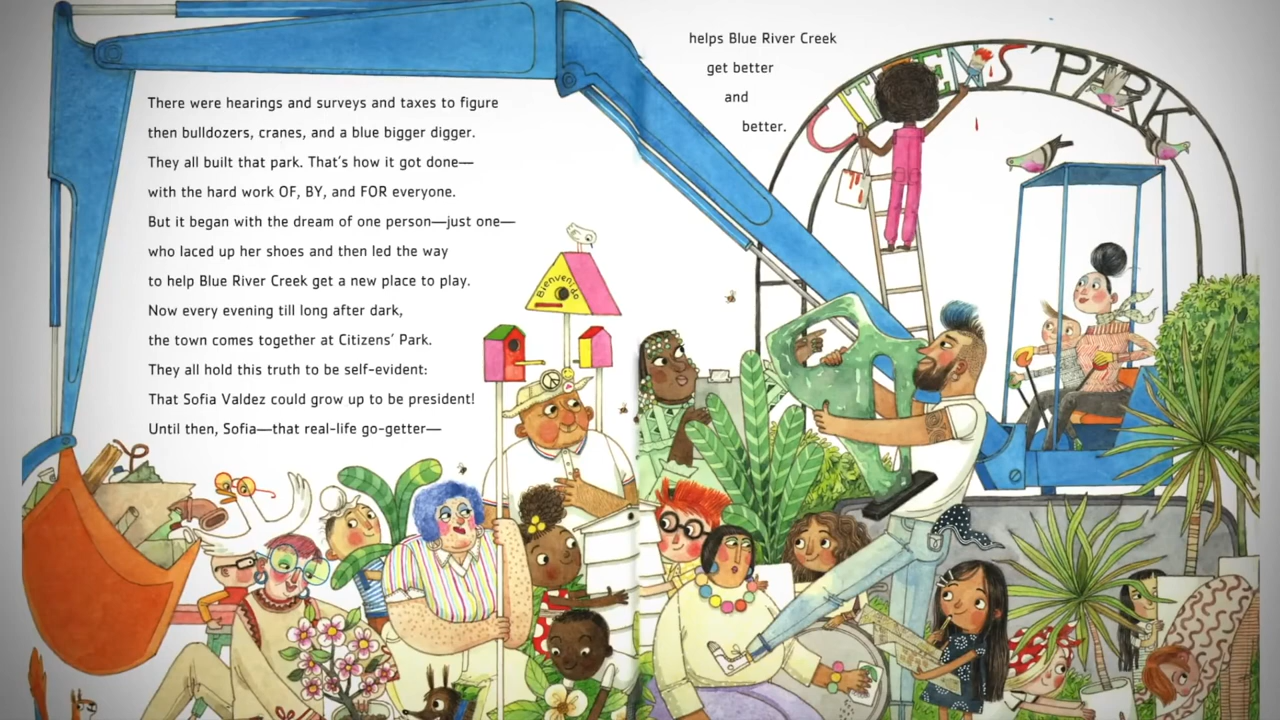 There were hearings and surveys and taxes to figure
then bulldozers, cranes, and a blue bigger digger.
They all built that park. That's how it got done—
with the hard work OF, BY, and FOR everyone.
But it began with the dream of one person—just one—
who laced up her shoes and then led the way
to help Blue River Creek get a new place to play.
Now every evening till long after dark,
the town comes together at Citizens' Park.
They all hold this truth to be self-evident:
That Sofia Valdez could grow up to be president!
Until then, Sofia—that real-life go-getter—
helps Blue River Creek
get better
and
better.
CITIZENS' PARK
Bienvenido